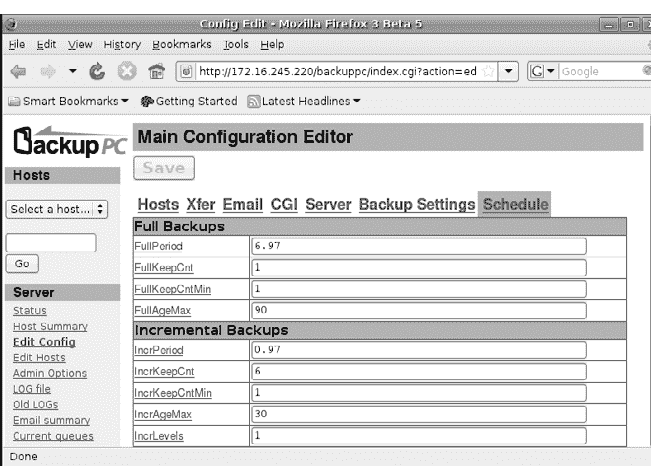 Config Edit - Mozilla Firefox 3 Beta 5
File Edit View History Bookmarks Tools Help
http://172.16.245.220/backuppc/index.cgi?action=ed
G Google
Smart Bookmarks Getting Started Latest Headlines
BackupPC
Main Configuration Editor
Save
Hosts
Select a host...
Go
Hosts Xfer Email CGI Server Backup Settings Schedule
Full Backups
FullPeriod 6.97
FullKeepCnt 1
FullKeepCntMin 1
FullAgeMax 90
Incremental Backups
IncrPeriod 0.97
IncrKeepCnt 6
IncrKeepCntMin 1
IncrAgeMax 30
IncrLevels 1
Server
Status
Host Summary
Edit Config
Edit Hosts
Admin Options
LOG file
Old LOGs
Email summary
Current queues
Done